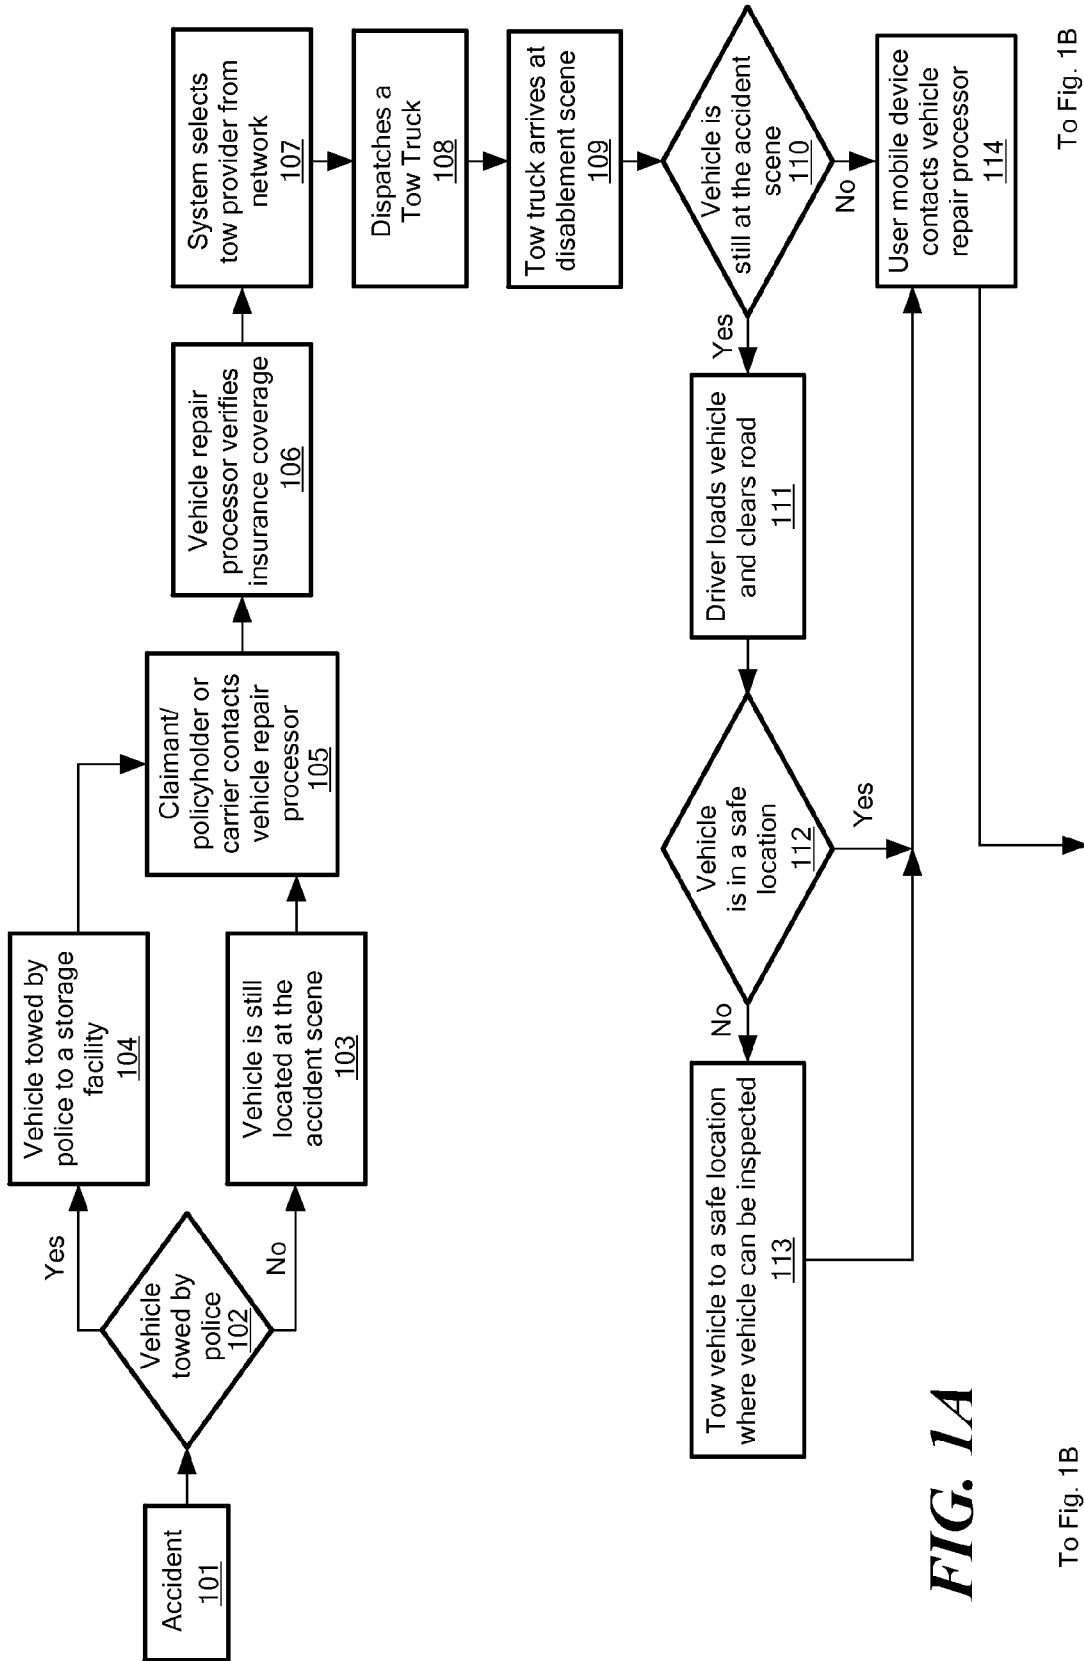 Accident
101
Vehicle
towed by
police
102
Yes
No
Vehicle towed by
police to a storage
facility
104
Vehicle is still
located at the
accident scene
103
Claimant/
policyholder or
carrier contacts
vehicle repair
processor
105
Vehicle repair
processor verifies
insurance coverage
106
System selects
tow provider from
network
107
Dispatches a
Tow Truck
108
Tow truck arrives at
disablement scene
109
Vehicle is
still at the accident
scene
110
Yes
No
Driver loads vehicle
and clears road
111
Vehicle
is in a safe
location
112
No
Yes
Tow vehicle to a safe location
where vehicle can be inspected
113
User mobile device
contacts vehicle
repair processor
114
FIG. 1A
To Fig. 1B
To Fig. 1B